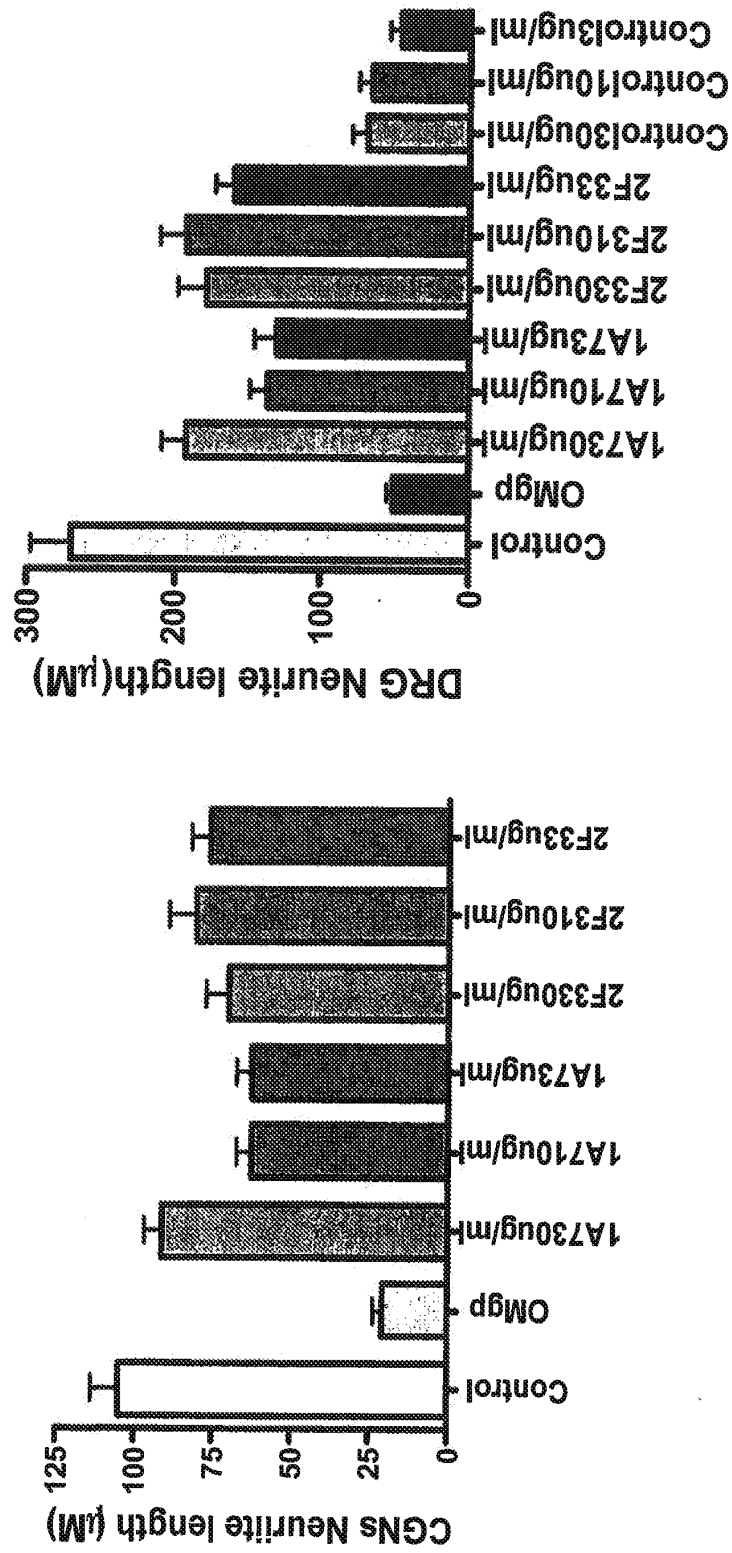 CGNs Neuriite length (µM)
125
100
75
50
25
0
Control
OMgp
1A730ug/ml
1A710ug/ml
1A73ug/ml
2F330ug/ml
2F310ug/ml
2F33ug/ml
DRG Neurite length(µM)
300
200
100
0
Control
OMgp
1A730ug/ml
1A710ug/ml
1A73ug/ml
2F330ug/ml
2F310ug/ml
2F33ug/ml
Control30ug/ml
Control10ug/ml
Control3ug/ml